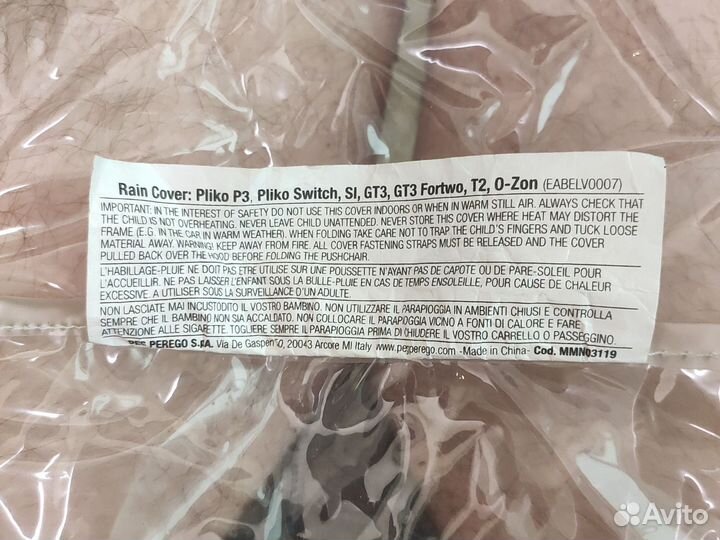 Rain Cover: Pliko P3, Pliko Switch, SI, GT3, GT3 Fortwo, T2, O-Zon (EABELV0007)
IMPORTANT: IN THE INTEREST OF SAFETY DO NOT USE THIS COVER INDOORS OR WHEN IN WARM STILL AIR. ALWAYS CHECK THAT
THE CHILD IS NOT OVERHEATING. NEVER LEAVE CHILD UNATTENDED. NEVER STORE THIS COVER WHERE HEAT MAY DISTORT THE
FRAME (E.G. IN THE CAR IN WARM WEATHER). WHEN FOLDING TAKE CARE NOT TO TRAP THE CHILD'S FINGERS AND TUCK LOOSE
MATERIAL AWAY. WARNING! KEEP AWAY FROM FIRE. ALL COVER FASTENING STRAPS MUST BE RELEASED AND THE COVER
PULLED BACK OVER THE HOOD BEFORE FOLDING THE PUSHCHAIR.
L'HABILLAGE-PLUIE NE DOIT PAS ETRE UTILISE SUR UNE POUSSETTE N'AYANT PAS DE CAPOTE OU DE PARE-SOLEIL POUR
L'ACCUEILLIR. NE PAS LAISSER L'ENFANT SOUS LA BULLE-PLUIE EN CAS DE TEMPS ENSOLEILLE, POUR CAUSE DE CHALEUR
EXCESSIVE. A UTILISER SOUS LA SURVEILLANCE D'UN ADULTE.
NON LASCIATE MAI INCUSTODITO IL VOSTRO BAMBINO. NON UTILIZZARE IL PARAPIOGGIA IN AMBIENTI CHIUSI E CONTROLLA
SEMPRE CHE IL BAMBINO NON SIA ACCALDATO. NON COLLOCARE IL PARAPIOGGIA VICINO A FONTI DI CALORE E FARE
ATTENZIONE ALLE SIGARETTE. TOGLIERE SEMPRE IL PARAPIOGGIA PRIMA DI CHIUDERE IL VOSTRO CARRELLO O PASSEGGINO.
PEG PEREGO S.p.A. Via De Gasperi 50, 20043 Arcore MI Italy www.pegperego.com -Made in China- Cod. MMN03119
Avito